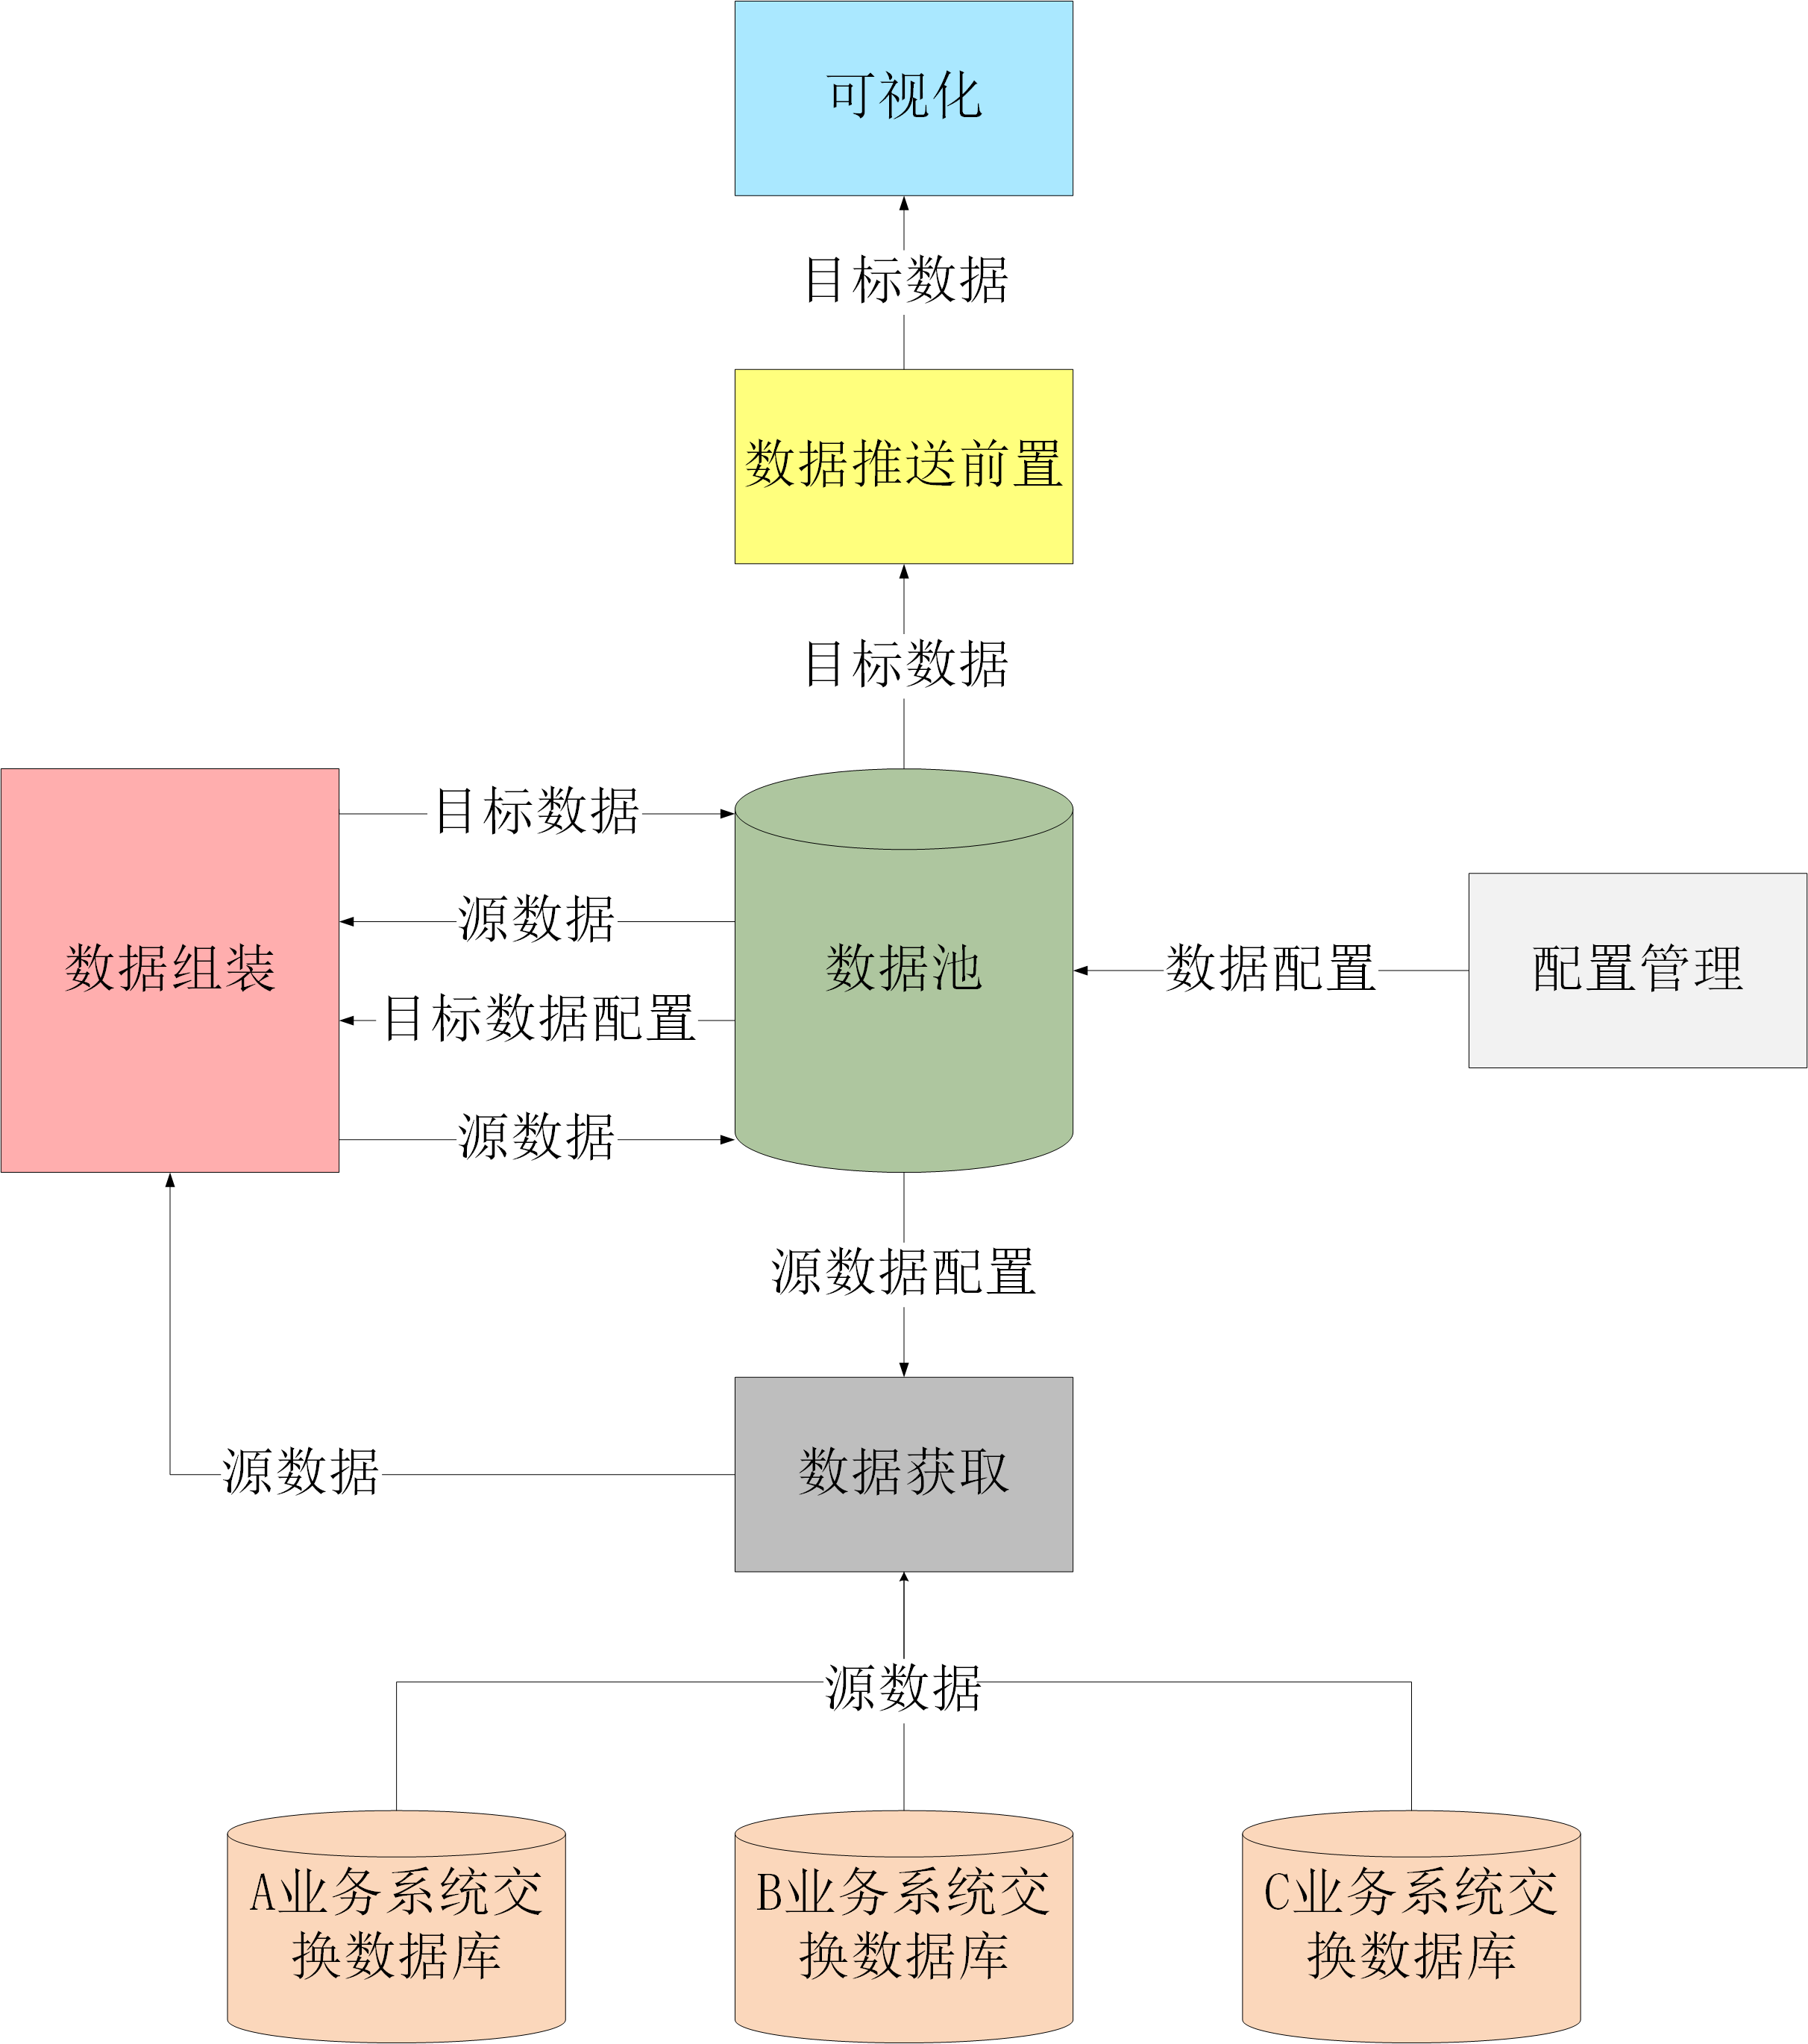 可视化
目标数据
数据推送前置
目标数据
目标数据
源数据
数据组装
数据池
数据配置
配置管理
目标数据配置
源数据
源数据配置
源数据
数据获取
源数据
A业务系统交
换数据库
B业务系统交
换数据库
C业务系统交
换数据库